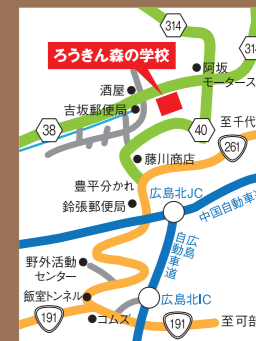 314
314
ろうきん森の学校
阿坂
モータース
酒屋
吉坂郵便局
38
40
至千代
261
藤川商店
豊平分かれ
鈴張郵便局
広島北JC
中国自動車道
広島
自動車道
野外活動
センター
飯室トンネル
広島北IC
191
コムズ
191
至可部